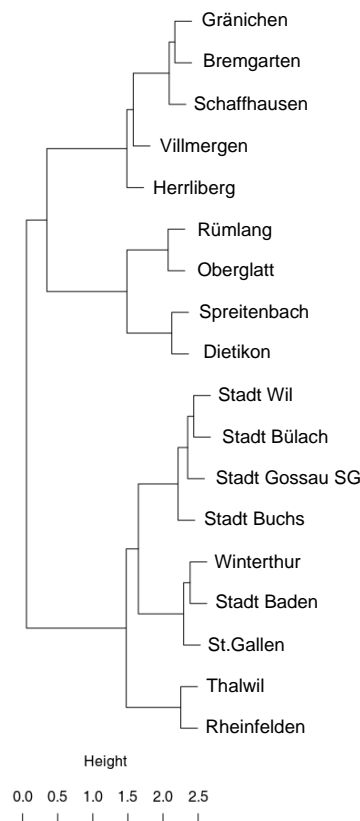 Gränichen
Bremgarten
Schaffhausen
Villmergen
Herrliberg
Rümlang
Oberglatt
Spreitenbach
Dietikon
Stadt Wil
Stadt Bülach
Stadt Gossau SG
Stadt Buchs
Winterthur
Stadt Baden
St.Gallen
Thalwil
Rheinfelden
Height
0.0 0.5 1.0 1.5 2.0 2.5